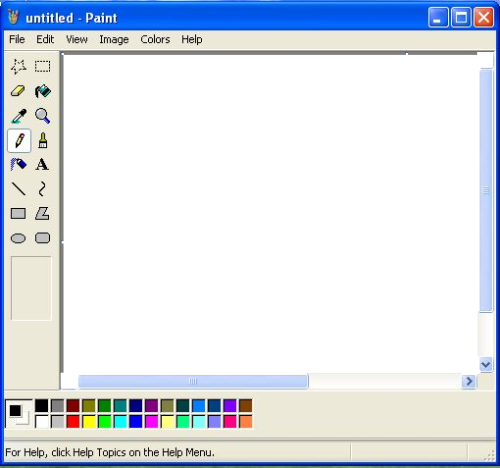 untitled - Paint
File Edit View Image Colors Help
A
For Help, click Help Topics on the Help Menu.